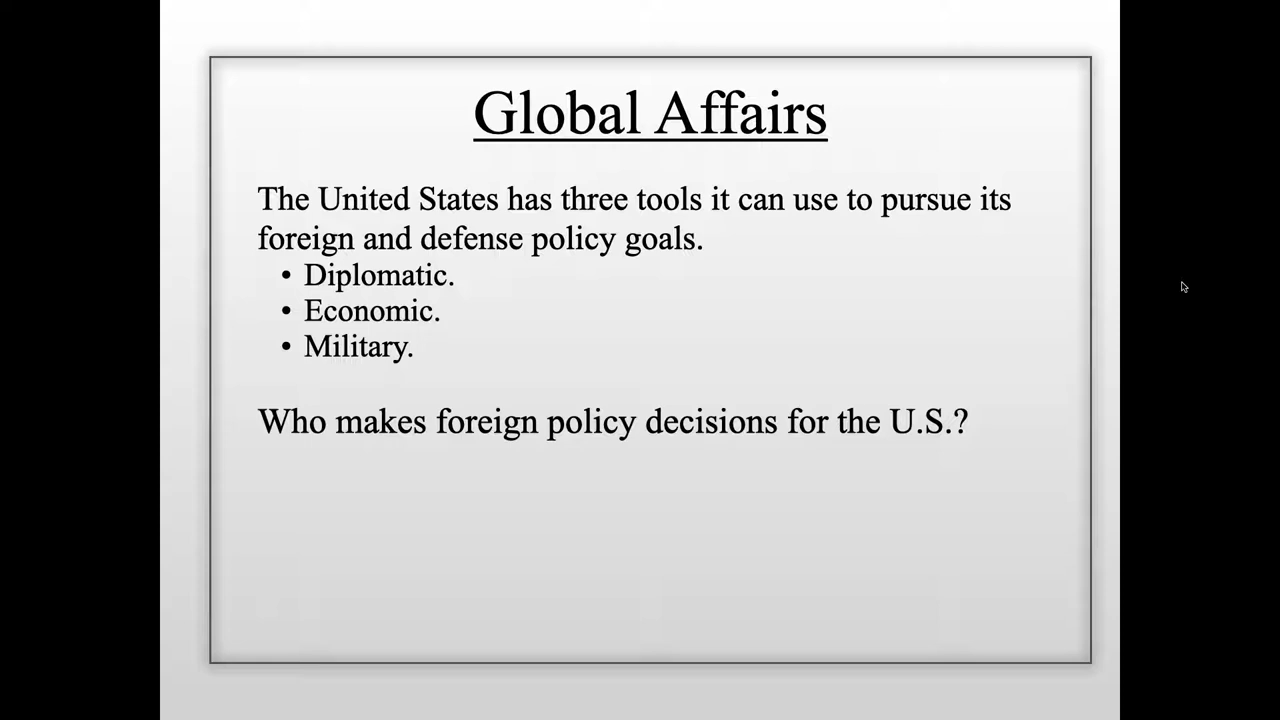 Global Affairs
The United States has three tools it can use to pursue its
foreign and defense policy goals.
• Diplomatic.
• Economic.
• Military.
Who makes foreign policy decisions for the U.S.?